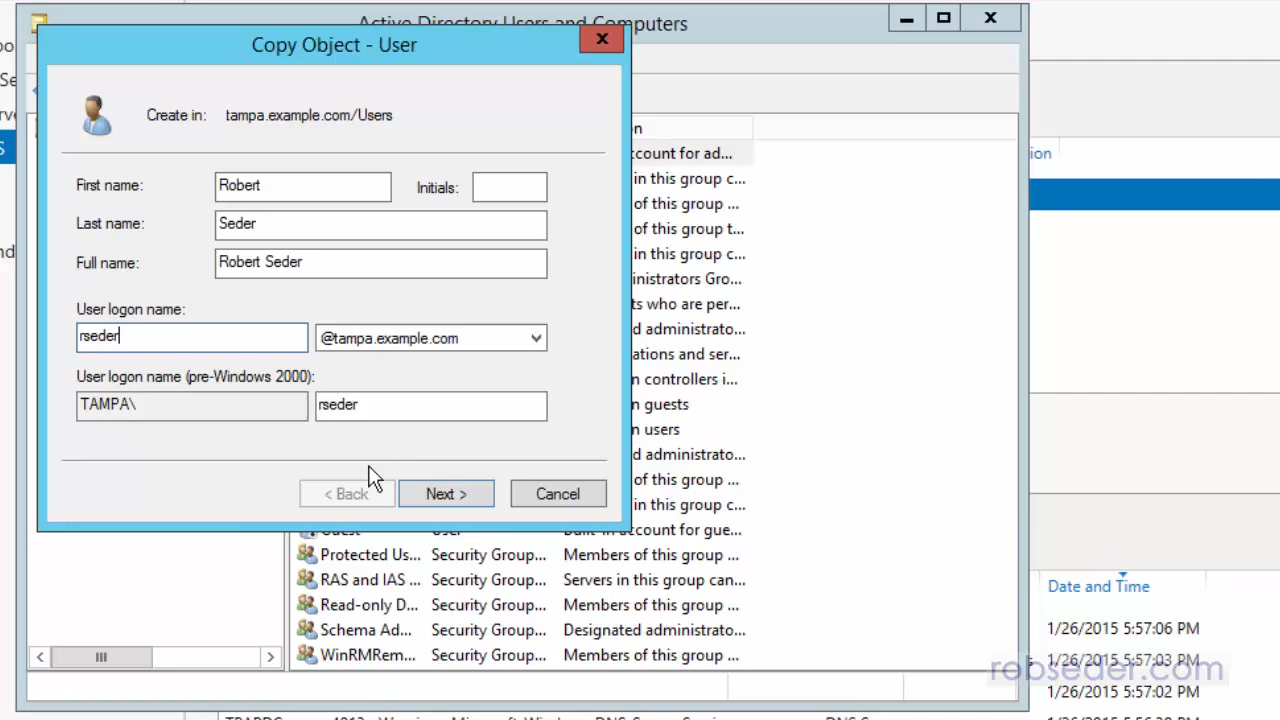 Active Directory Users and Computers
Copy Object - User
Create in: tampa.example.com/Users
First name: Robert Initials:
Last name: Seder
Full name: Robert Seder
User logon name:
rseder @tampa.example.com
User logon name (pre-Windows 2000):
TAMPA\ rseder
< Back Next > Cancel
ccount for ad...
in this group c...
of this group ...
of this group t...
in this group c...
inistrators Gro...
ts who are per...
d administrato...
ations and ser...
n controllers i...
n guests
n users
d administrato...
of this group ...
in this group c...
Guest User Built-in account for gue...
Protected Us... Security Group... Members of this group ...
RAS and IAS ... Security Group... Servers in this group can...
Read-only D... Security Group... Members of this group ...
Schema Ad... Security Group... Designated administrato...
WinRMRem... Security Group... Members of this group ...
ion
Date and Time
1/26/2015 5:57:06 PM
1/26/2015 5:57:03 PM
1/26/2015 5:57:02 PM
robseder.com